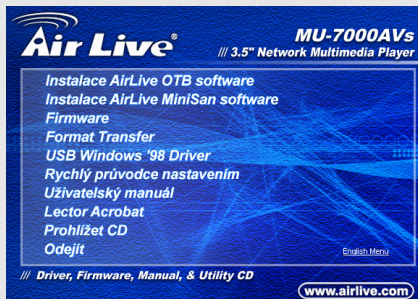 Air Live®
MU-7000AVs
/// 3.5" Network Multimedia Player
Instalace AirLive OTB software
Instalace AirLive MiniSan software
Firmware
Format Transfer
USB Windows '98 Driver
Rychlý průvodce nastavením
Uživatelský manuál
Lector Acrobat
Prohlížet CD
Odejít
English Menu
/// Driver, Firmware, Manual, & Utility CD
www.airlive.com